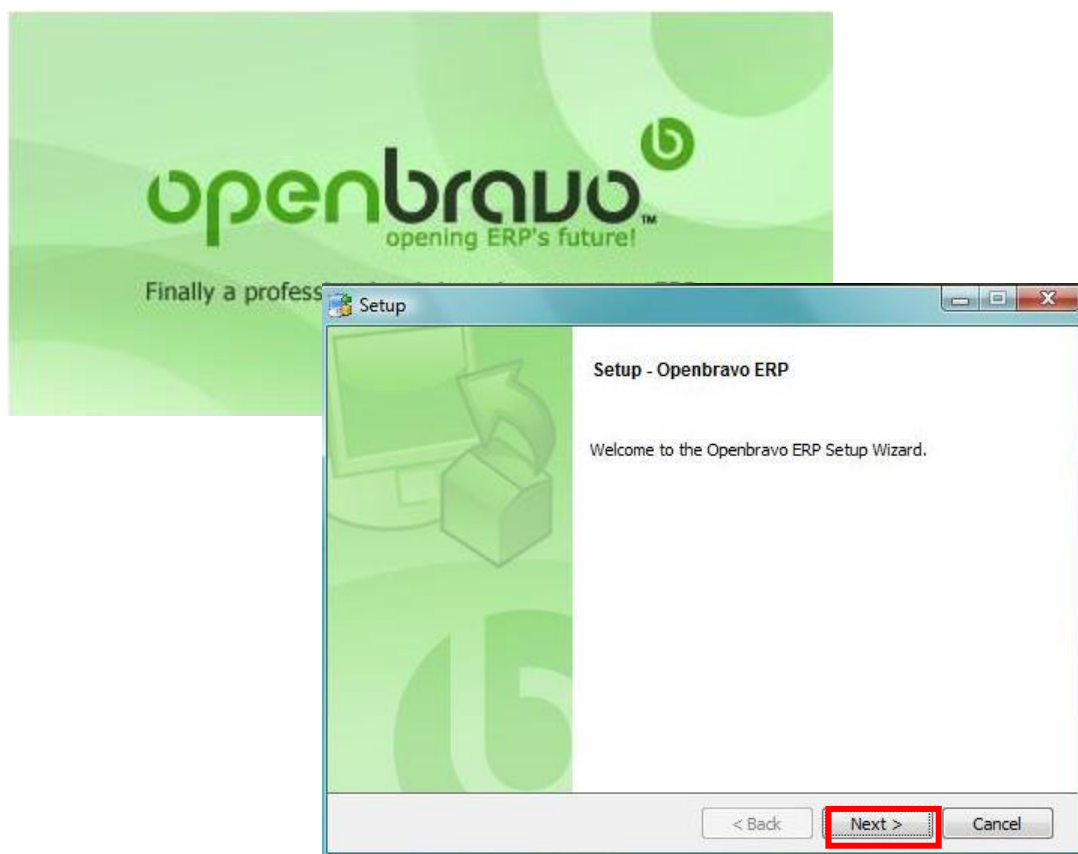 openbravo
b
TM
opening ERP's future!
Finally a profess
Setup
Setup - Openbravo ERP
Welcome to the Openbravo ERP Setup Wizard.
b
< Back
Next >
Cancel